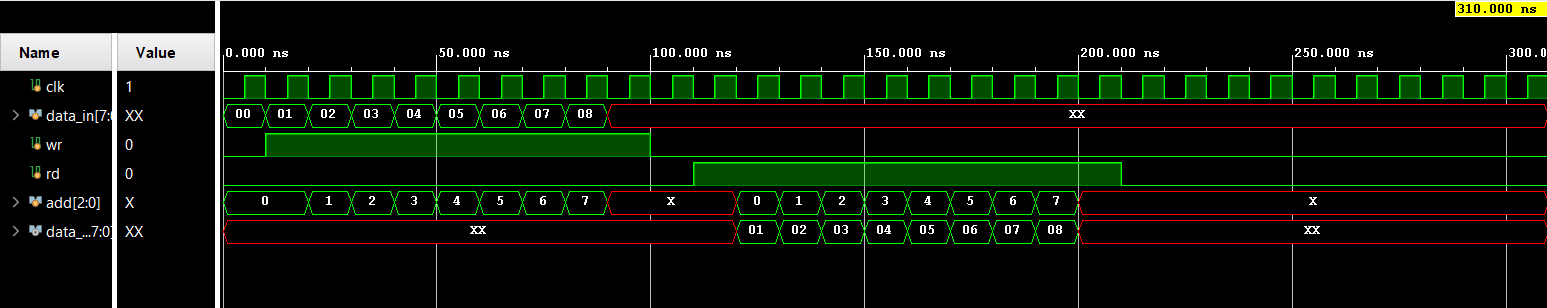 310.000 ns
Name Value 0.000 ns 50.000 ns 100.000 ns 150.000 ns 200.000 ns 250.000 ns 300.0
clk 1
data_in[7:0 XX 00 01 02 03 04 05 06 07 08 XX
wr 0
rd 0
add[2:0] X 0 1 2 3 4 5 6 7 X 0 1 2 3 4 5 6 7 X
data_...7:0] XX XX 01 02 03 04 05 06 07 08 XX